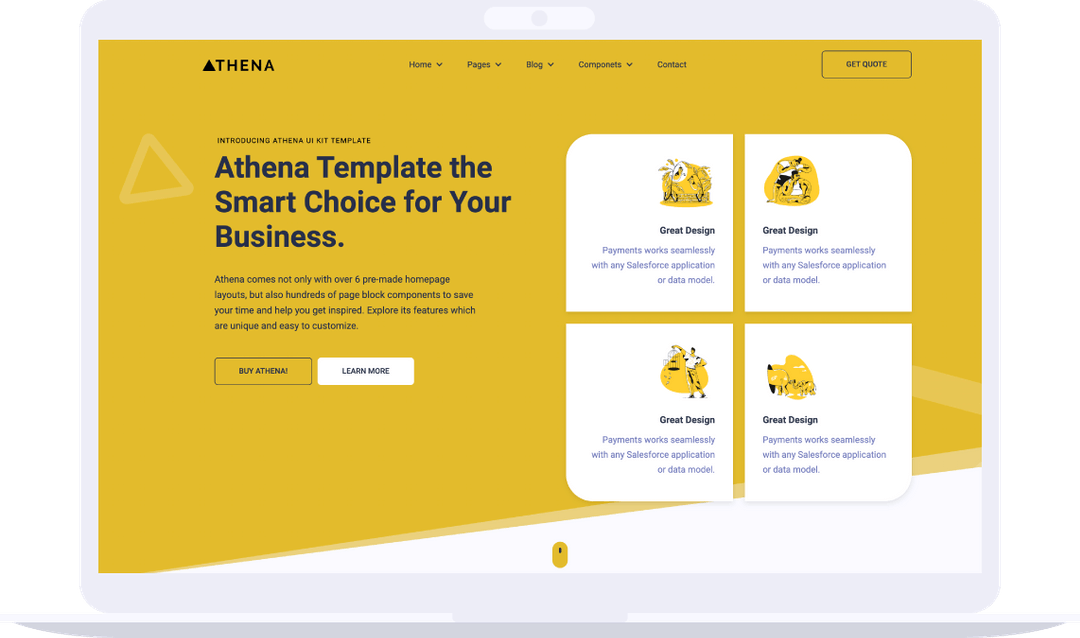 ATHENA
Home
Pages
Blog
Componets
Contact
GET QUOTE
INTRODUCING ATHENA UI KIT TEMPLATE
Athena Template the
Smart Choice for Your
Business.
Athena comes not only with over 6 pre-made homepage
layouts, but also hundreds of page block components to save
your time and help you get inspired. Explore its features which
are unique and easy to customize.
BUY ATHENA!
LEARN MORE
Great Design
Payments works seamlessly
with any Salesforce application
or data model.
Great Design
Payments works seamlessly
with any Salesforce application
or data model.
Great Design
Payments works seamlessly
with any Salesforce application
or data model.
Great Design
Payments works seamlessly
with any Salesforce application
or data model.